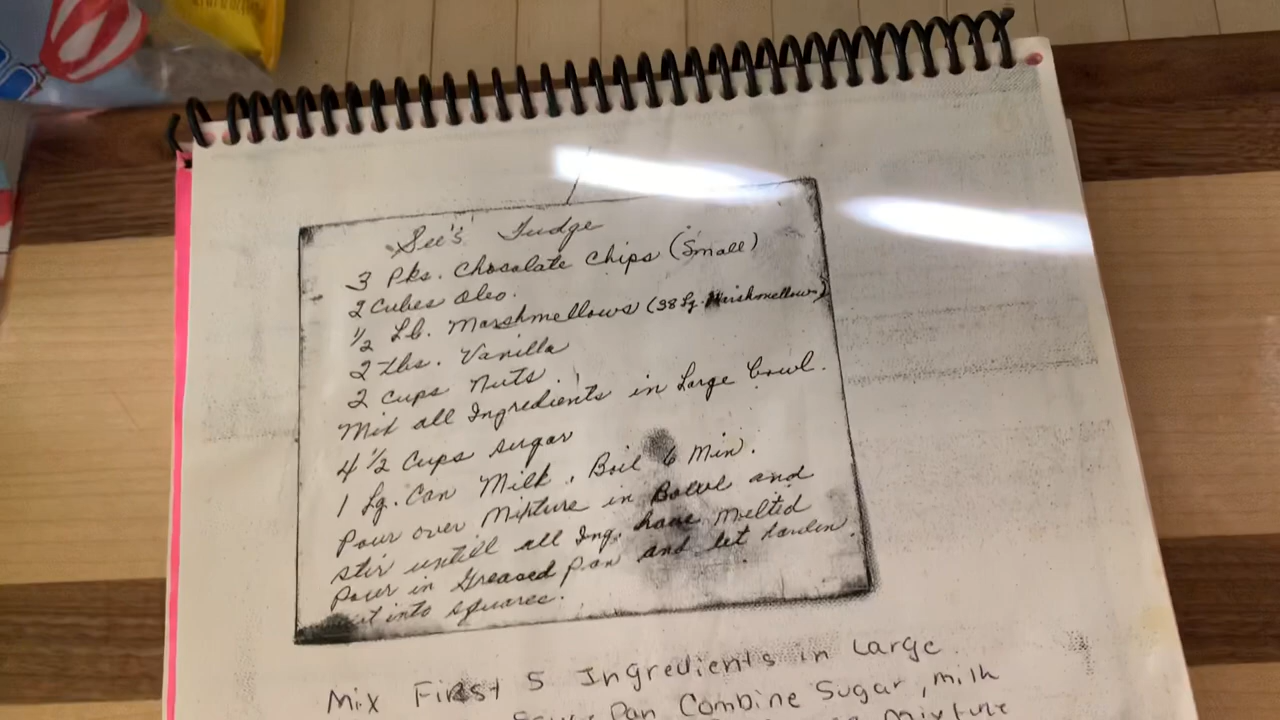 See's Fudge
3 Pks. Chocolate Chips (Small)
2 Cubes Oleo.
1/2 Lb. Marshmellows (38 Lg. Marshmellows)
2 tbs. Vanilla
2 cups nuts
Mix all Ingredients in Large bowl.
4 1/2 Cups sugar
1 Lg. Can Milk. Boil 6 Min.
Pour over Mixture in Bowl and
stir untill all Ing. have melted
Pour in Greased pan and let harden.
cut into squares.
Mix First 5 Ingredients in Large
Pan Combine Sugar, milk
Mixture